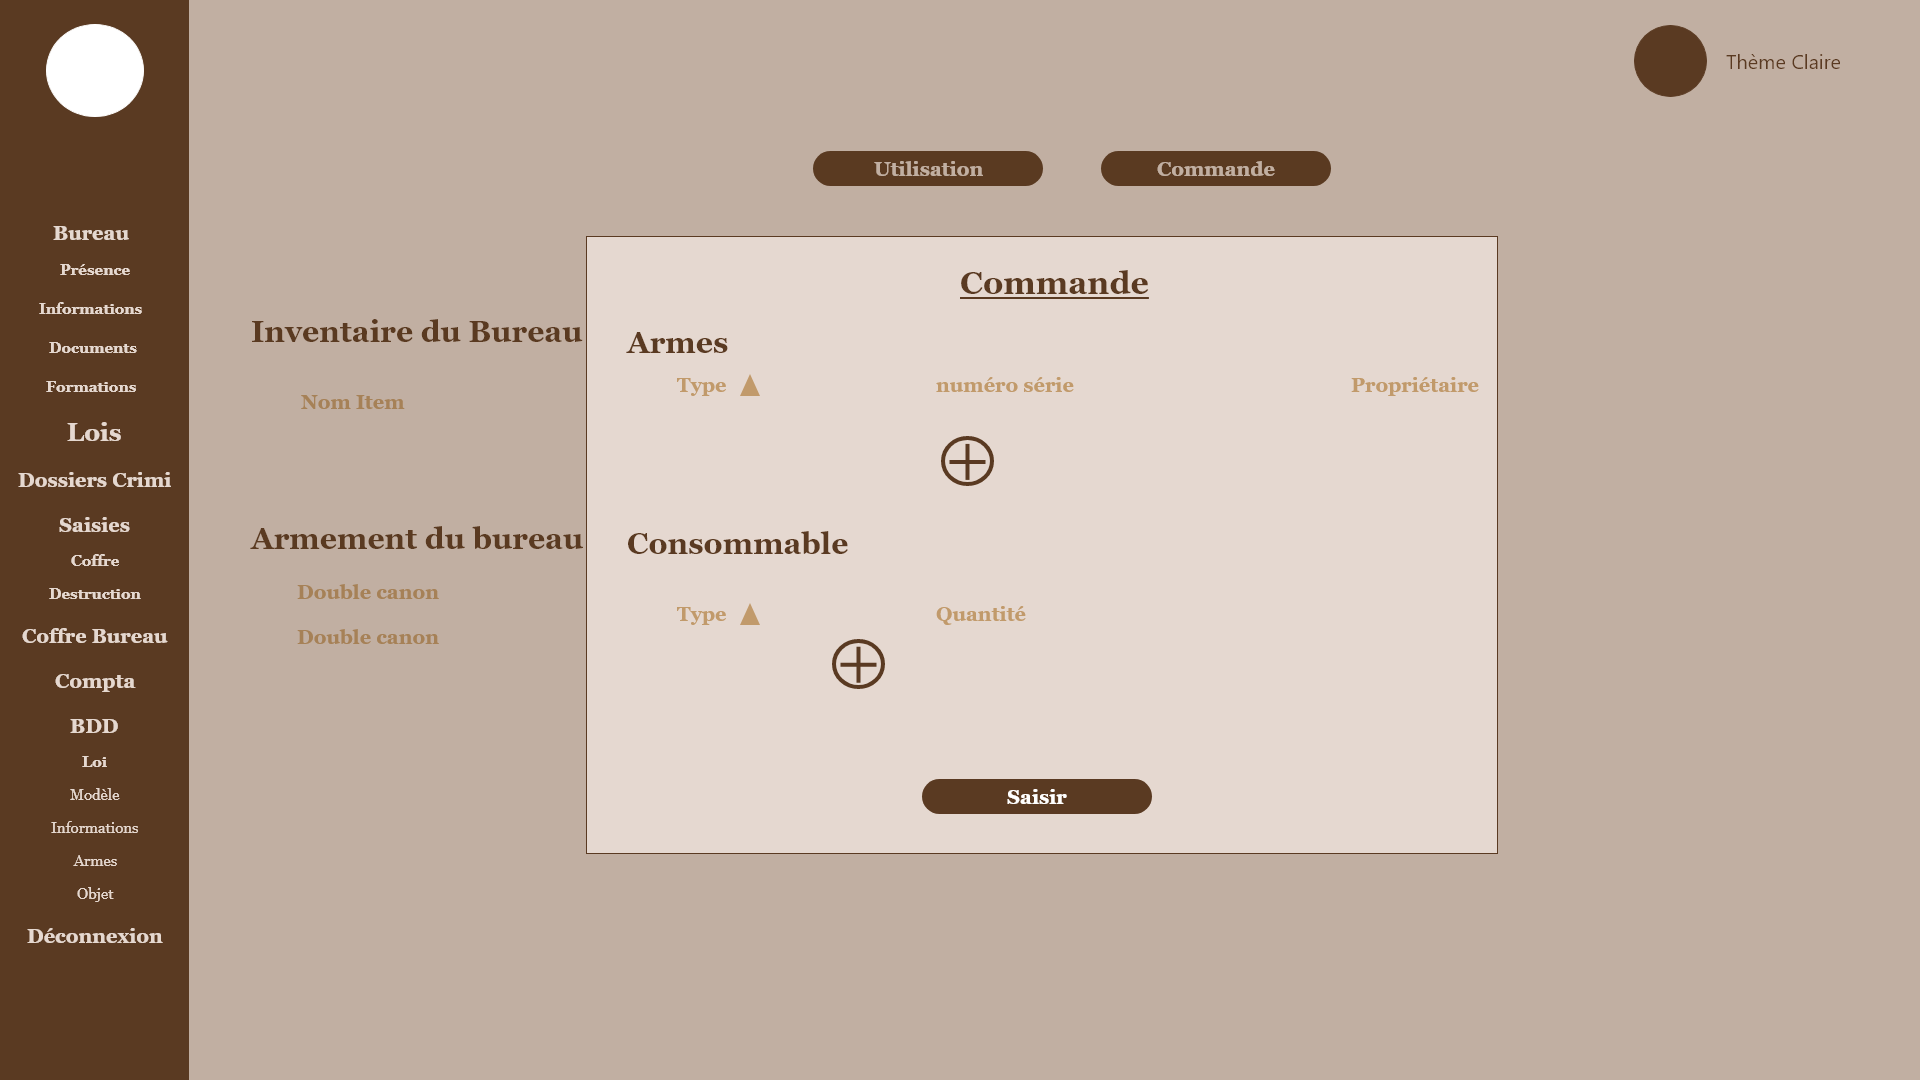 Thème Claire
Utilisation
Commande
Bureau
Présence
Informations
Documents
Formations
Lois
Dossiers Crimi
Saisies
Coffre
Destruction
Coffre Bureau
Compta
BDD
Loi
Modèle
Informations
Armes
Objet
Déconnexion
Inventaire du Bureau
Nom Item
Armement du bureau
Double canon
Double canon
Commande
Armes
Type
numéro série
Propriétaire
Consommable
Type
Quantité
Saisir